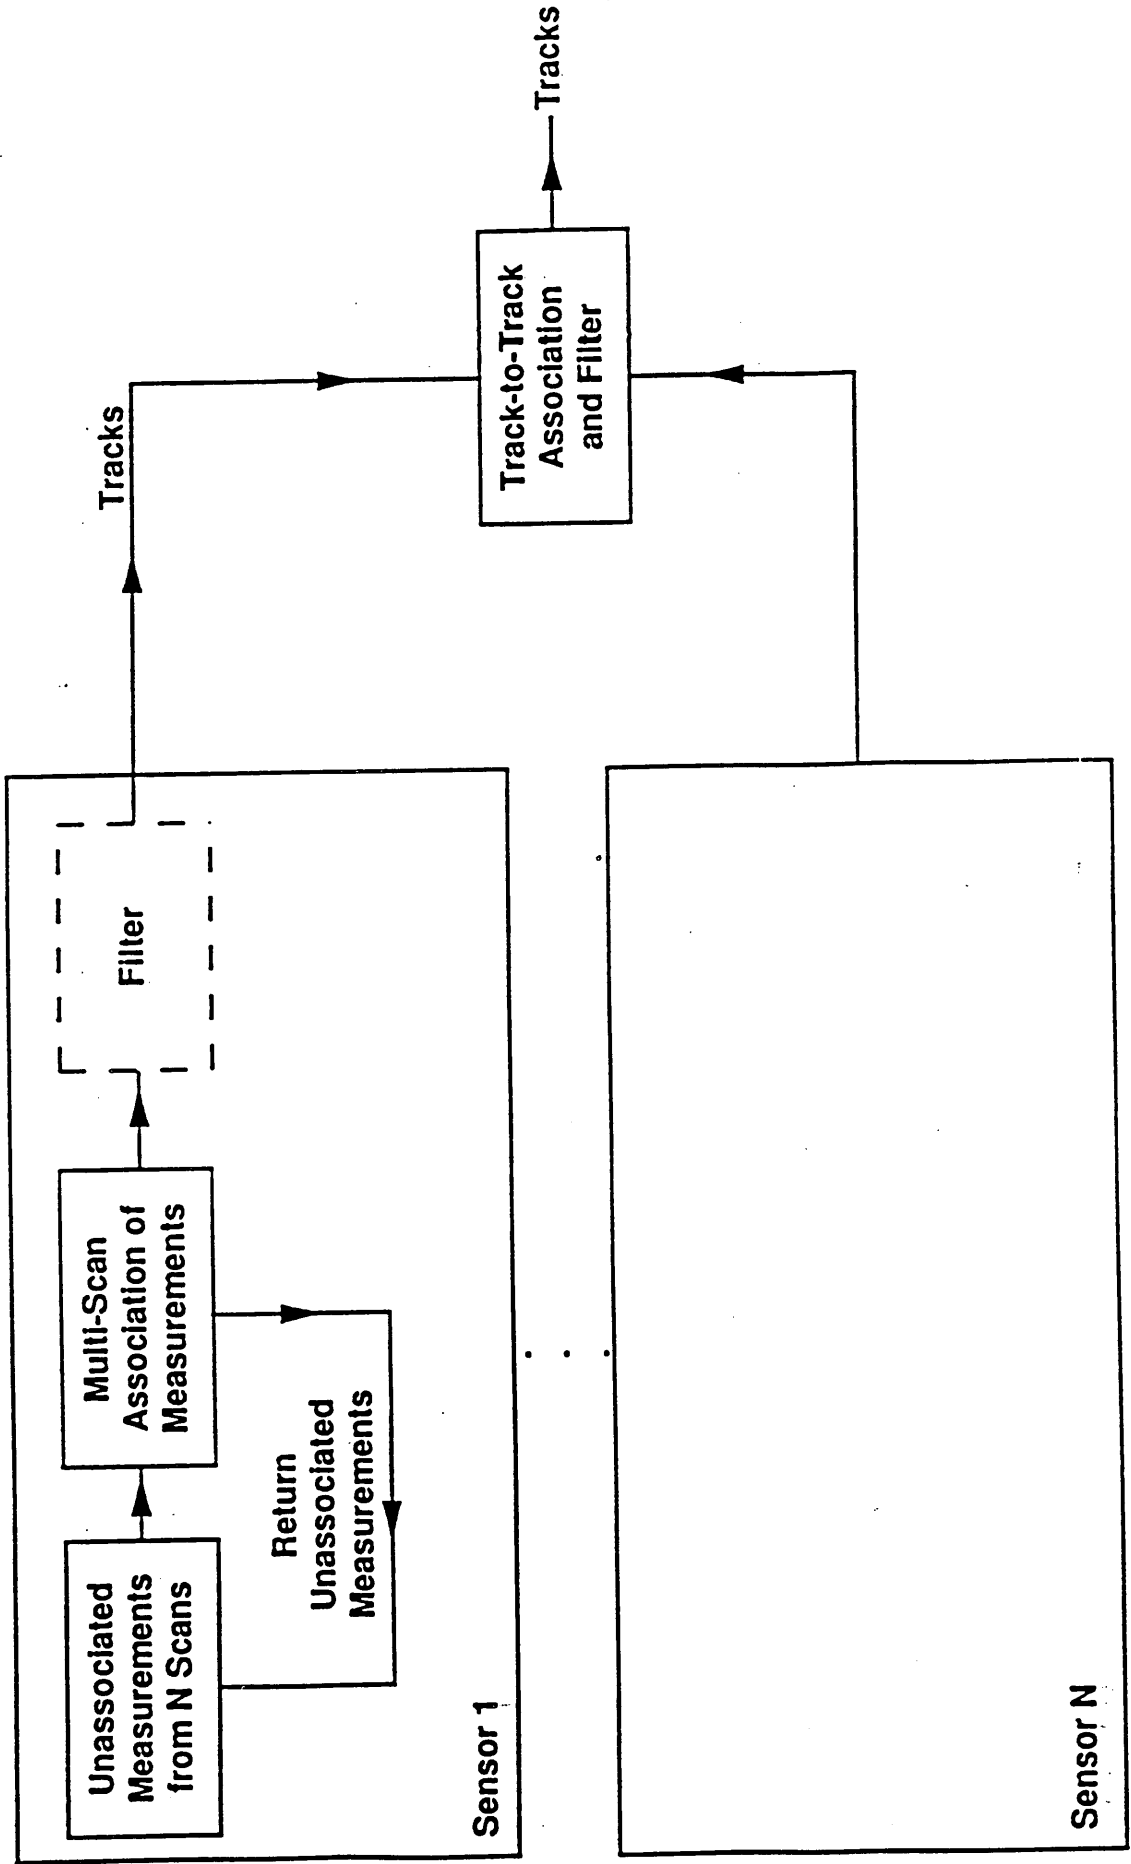 Unassociated
Measurements
from N Scans
Multi-Scan
Association of
Measurements
Filter
Tracks
Return
Unassociated
Measurements
Sensor 1
Track-to-Track
Association
and Filter
Tracks
Sensor N